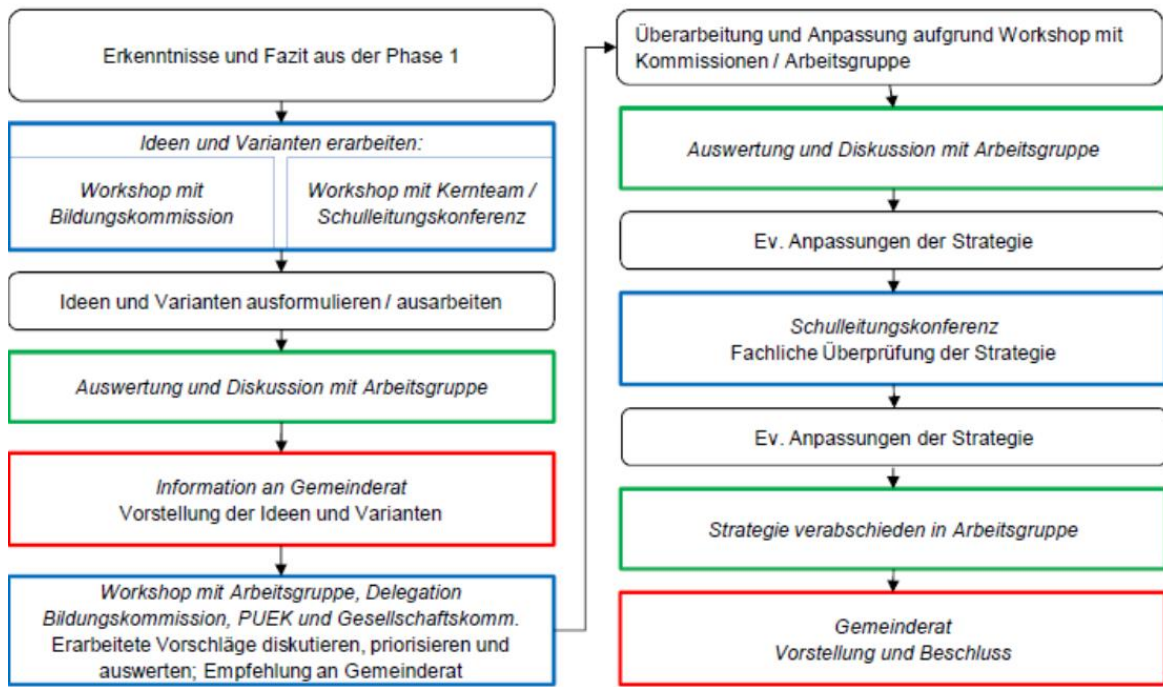 Erkenntnisse und Fazit aus der Phase 1
Ideen und Varianten erarbeiten:
Workshop mit
Bildungskommission
Workshop mit Kernteam /
Schulleitungskonferenz
Ideen und Varianten ausformulieren / ausarbeiten
Auswertung und Diskussion mit Arbeitsgruppe
Information an Gemeinderat
Vorstellung der Ideen und Varianten
Workshop mit Arbeitsgruppe, Delegation
Bildungskommission, PUEK und Gesellschaftskomm.
Erarbeitete Vorschläge diskutieren, priorisieren und
auswerten; Empfehlung an Gemeinderat
Überarbeitung und Anpassung aufgrund Workshop mit
Kommissionen / Arbeitsgruppe
Auswertung und Diskussion mit Arbeitsgruppe
Ev. Anpassungen der Strategie
Schulleitungskonferenz
Fachliche Überprüfung der Strategie
Ev. Anpassungen der Strategie
Strategie verabschieden in Arbeitsgruppe
Gemeinderat
Vorstellung und Beschluss